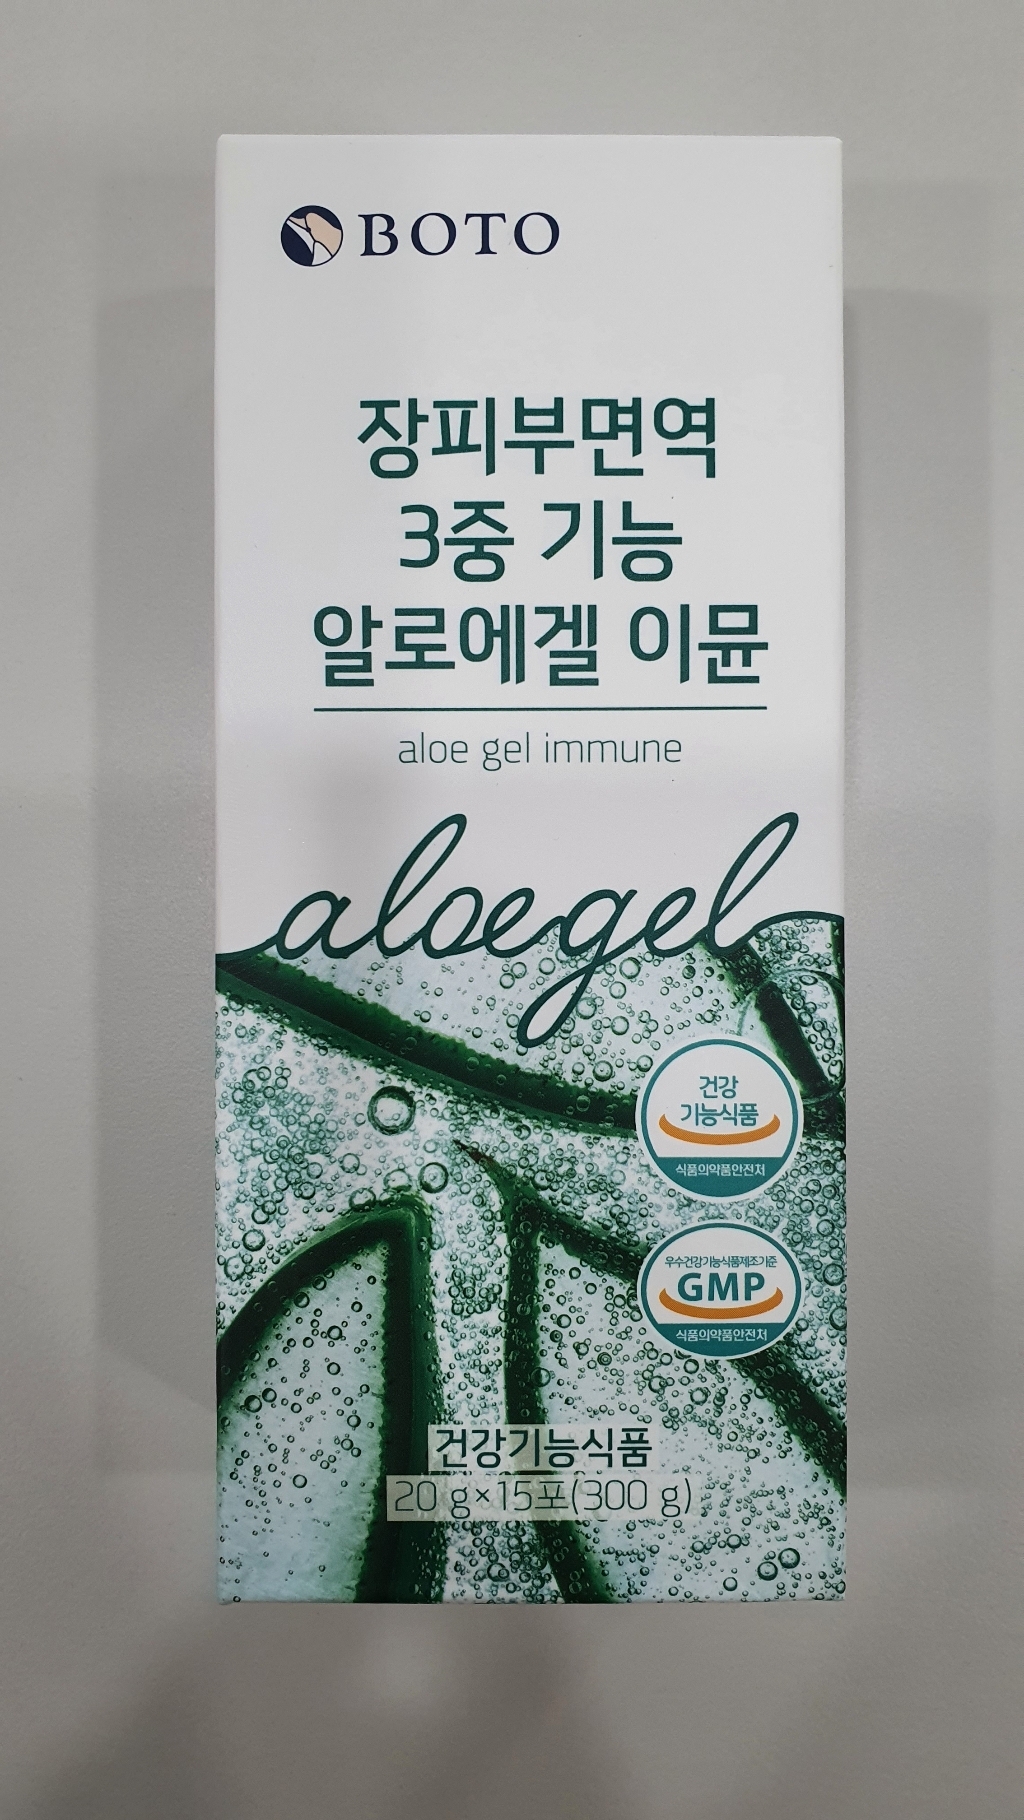 BOTO
장피부면역
3중 기능
알로에겔 이뮨
aloe gel immune
aloegel
건강
기능식품
식품의약품안전처
우수건강기능식품제조기준
GMP
식품의약품안전처
건강기능식품
20 g×15포(300 g)